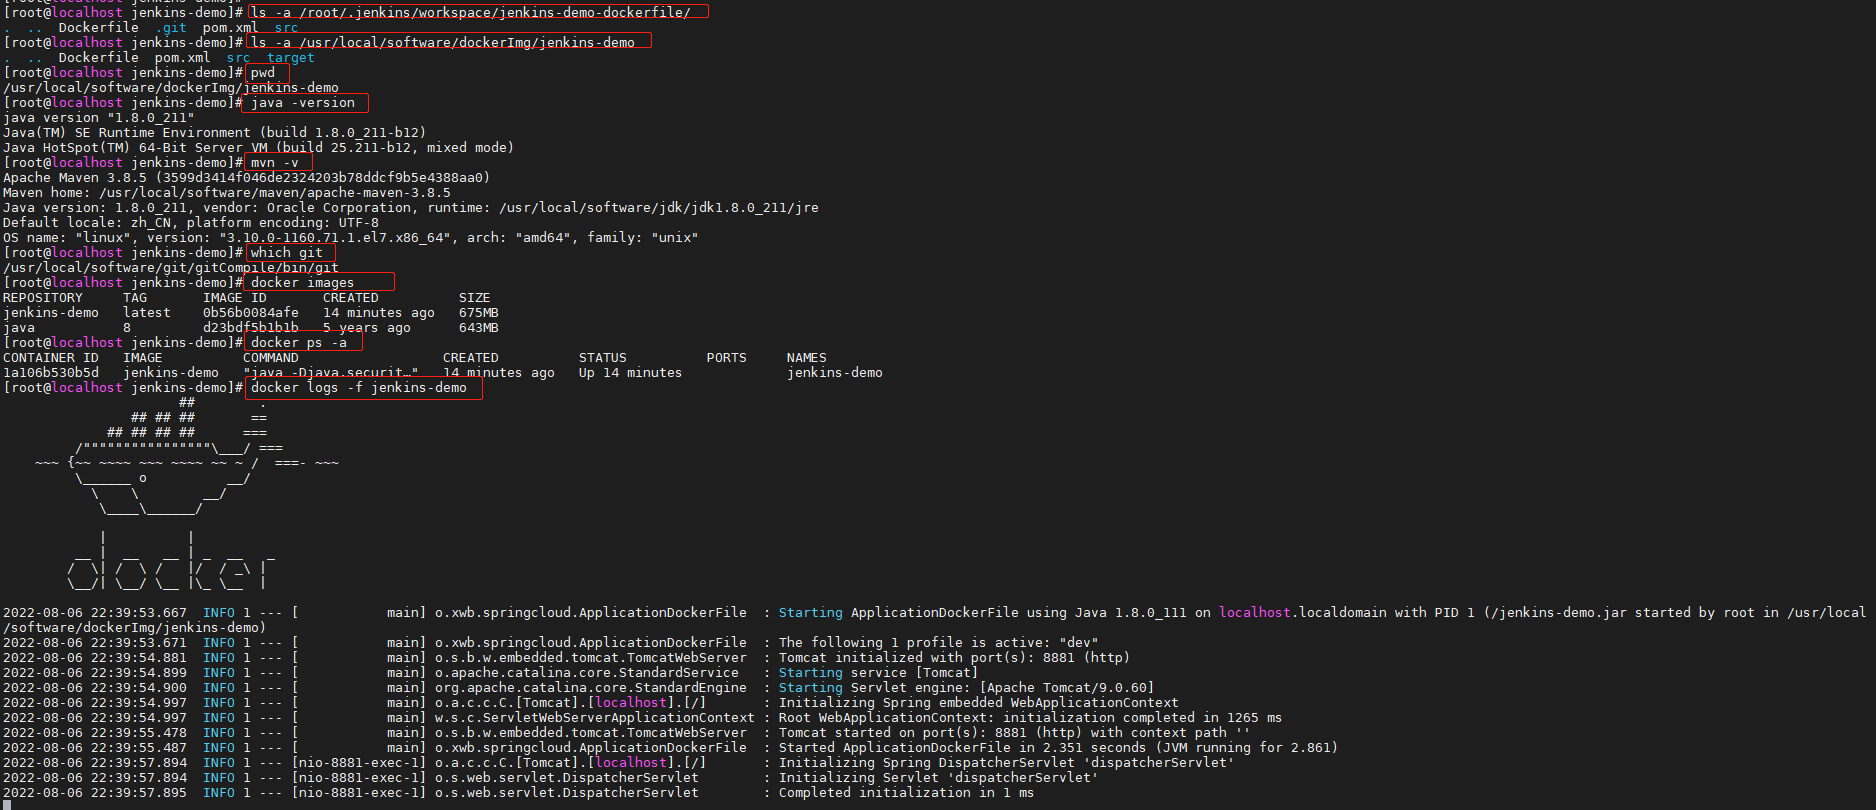 [root@localhost jenkins-demo]# ls -a /root/.jenkins/workspace/jenkins-demo-dockerfile/
.  ..  Dockerfile  .git  pom.xml  src
[root@localhost jenkins-demo]# ls -a /usr/local/software/dockerImg/jenkins-demo
.  ..  Dockerfile  pom.xml  src  target
[root@localhost jenkins-demo]# pwd
/usr/local/software/dockerImg/jenkins-demo
[root@localhost jenkins-demo]# java -version
java version "1.8.0_211"
Java(TM) SE Runtime Environment (build 1.8.0_211-b12)
Java HotSpot(TM) 64-Bit Server VM (build 25.211-b12, mixed mode)
[root@localhost jenkins-demo]# mvn -v
Apache Maven 3.8.5 (3599d3414f046de2324203b78ddcf9b5e4388aa0)
Maven home: /usr/local/software/maven/apache-maven-3.8.5
Java version: 1.8.0_211, vendor: Oracle Corporation, runtime: /usr/local/software/jdk/jdk1.8.0_211/jre
Default locale: zh_CN, platform encoding: UTF-8
OS name: "linux", version: "3.10.0-1160.71.1.el7.x86_64", arch: "amd64", family: "unix"
[root@localhost jenkins-demo]# which git
/usr/local/software/git/gitCompile/bin/git
[root@localhost jenkins-demo]# docker images
REPOSITORY     TAG       IMAGE ID       CREATED          SIZE
jenkins-demo   latest    0b56b0084afe   14 minutes ago   675MB
java           8         d23bdf5b1b1b   5 years ago      643MB
[root@localhost jenkins-demo]# docker ps -a
CONTAINER ID   IMAGE          COMMAND                  CREATED          STATUS          PORTS     NAMES
1a106b530b5d   jenkins-demo   "java -Djava.securit…"   14 minutes ago   Up 14 minutes             jenkins-demo
[root@localhost jenkins-demo]# docker logs -f jenkins-demo
                      ##        .
                ## ## ##       ==
             ## ## ## ##      ===
         /""""""""""""""""\___/ ===
    ~~~ {~~ ~~~~ ~~~ ~~~~ ~~ ~ /  ===- ~~~
         \______ o          __/
           \    \        __/
            \____\______/

            |          |
         __ |  __   __ | _  __   _
        /  \| /  \ /   |/  / _\ |
        \__/| \__/ \__ |\_ \__  |

2022-08-06 22:39:53.667  INFO 1 --- [           main] o.xwb.springcloud.ApplicationDockerFile  : Starting ApplicationDockerFile using Java 1.8.0_111 on localhost.localdomain with PID 1 (/jenkins-demo.jar started by root in /usr/local
/software/dockerImg/jenkins-demo)
2022-08-06 22:39:53.671  INFO 1 --- [           main] o.xwb.springcloud.ApplicationDockerFile  : The following 1 profile is active: "dev"
2022-08-06 22:39:54.881  INFO 1 --- [           main] o.s.b.w.embedded.tomcat.TomcatWebServer  : Tomcat initialized with port(s): 8881 (http)
2022-08-06 22:39:54.899  INFO 1 --- [           main] o.apache.catalina.core.StandardService   : Starting service [Tomcat]
2022-08-06 22:39:54.900  INFO 1 --- [           main] org.apache.catalina.core.StandardEngine  : Starting Servlet engine: [Apache Tomcat/9.0.60]
2022-08-06 22:39:54.997  INFO 1 --- [           main] o.a.c.c.C.[Tomcat].[localhost].[/]       : Initializing Spring embedded WebApplicationContext
2022-08-06 22:39:54.997  INFO 1 --- [           main] w.s.c.ServletWebServerApplicationContext : Root WebApplicationContext: initialization completed in 1265 ms
2022-08-06 22:39:55.478  INFO 1 --- [           main] o.s.b.w.embedded.tomcat.TomcatWebServer  : Tomcat started on port(s): 8881 (http) with context path ''
2022-08-06 22:39:55.487  INFO 1 --- [           main] o.xwb.springcloud.ApplicationDockerFile  : Started ApplicationDockerFile in 2.351 seconds (JVM running for 2.861)
2022-08-06 22:39:57.894  INFO 1 --- [nio-8881-exec-1] o.a.c.c.C.[Tomcat].[localhost].[/]       : Initializing Spring DispatcherServlet 'dispatcherServlet'
2022-08-06 22:39:57.894  INFO 1 --- [nio-8881-exec-1] o.s.web.servlet.DispatcherServlet        : Initializing Servlet 'dispatcherServlet'
2022-08-06 22:39:57.895  INFO 1 --- [nio-8881-exec-1] o.s.web.servlet.DispatcherServlet        : Completed initialization in 1 ms